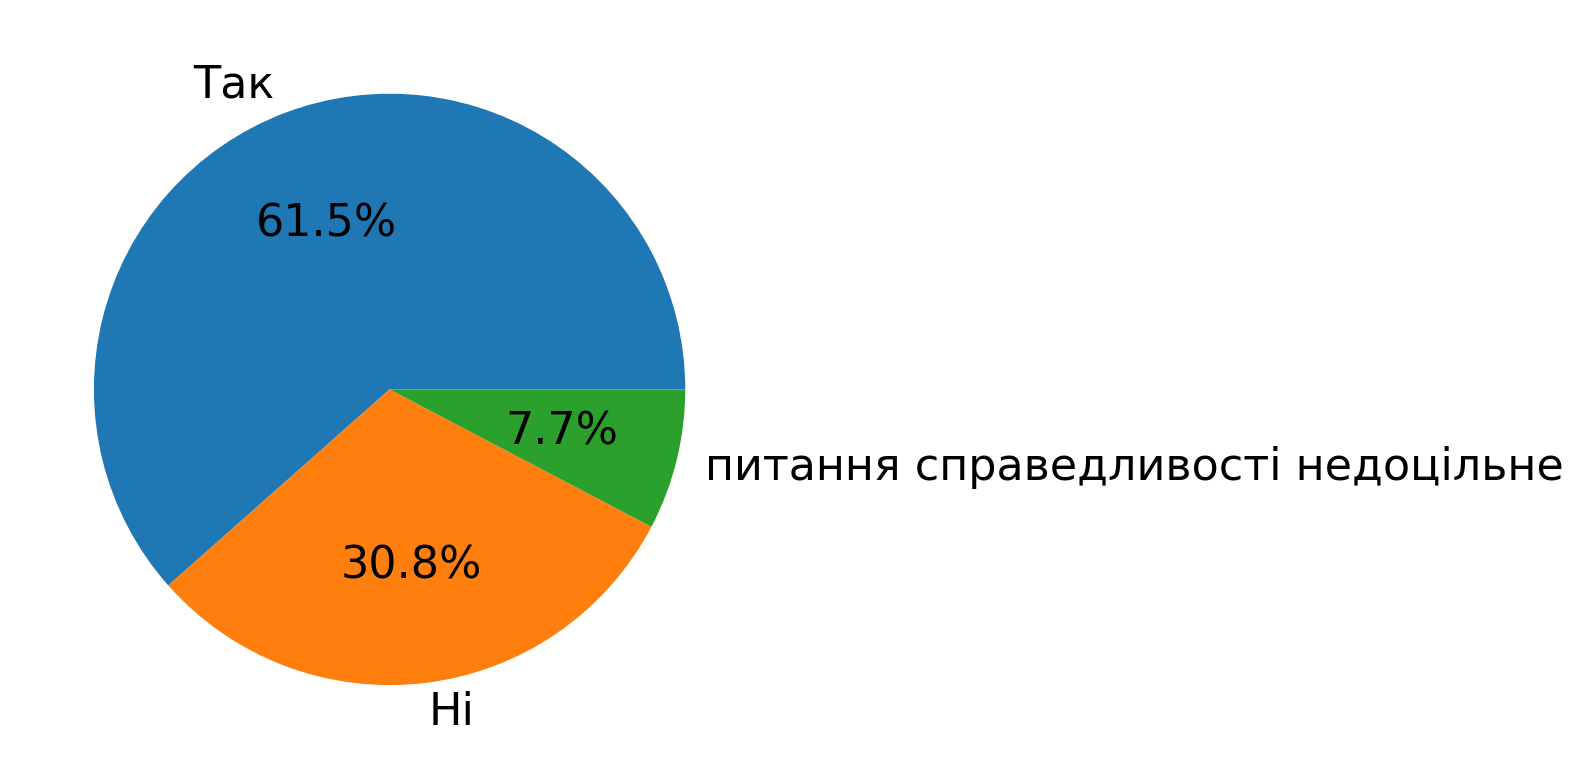 Так
61.5%
7.7%
питання справедливості недоцільне
30.8%
Ні